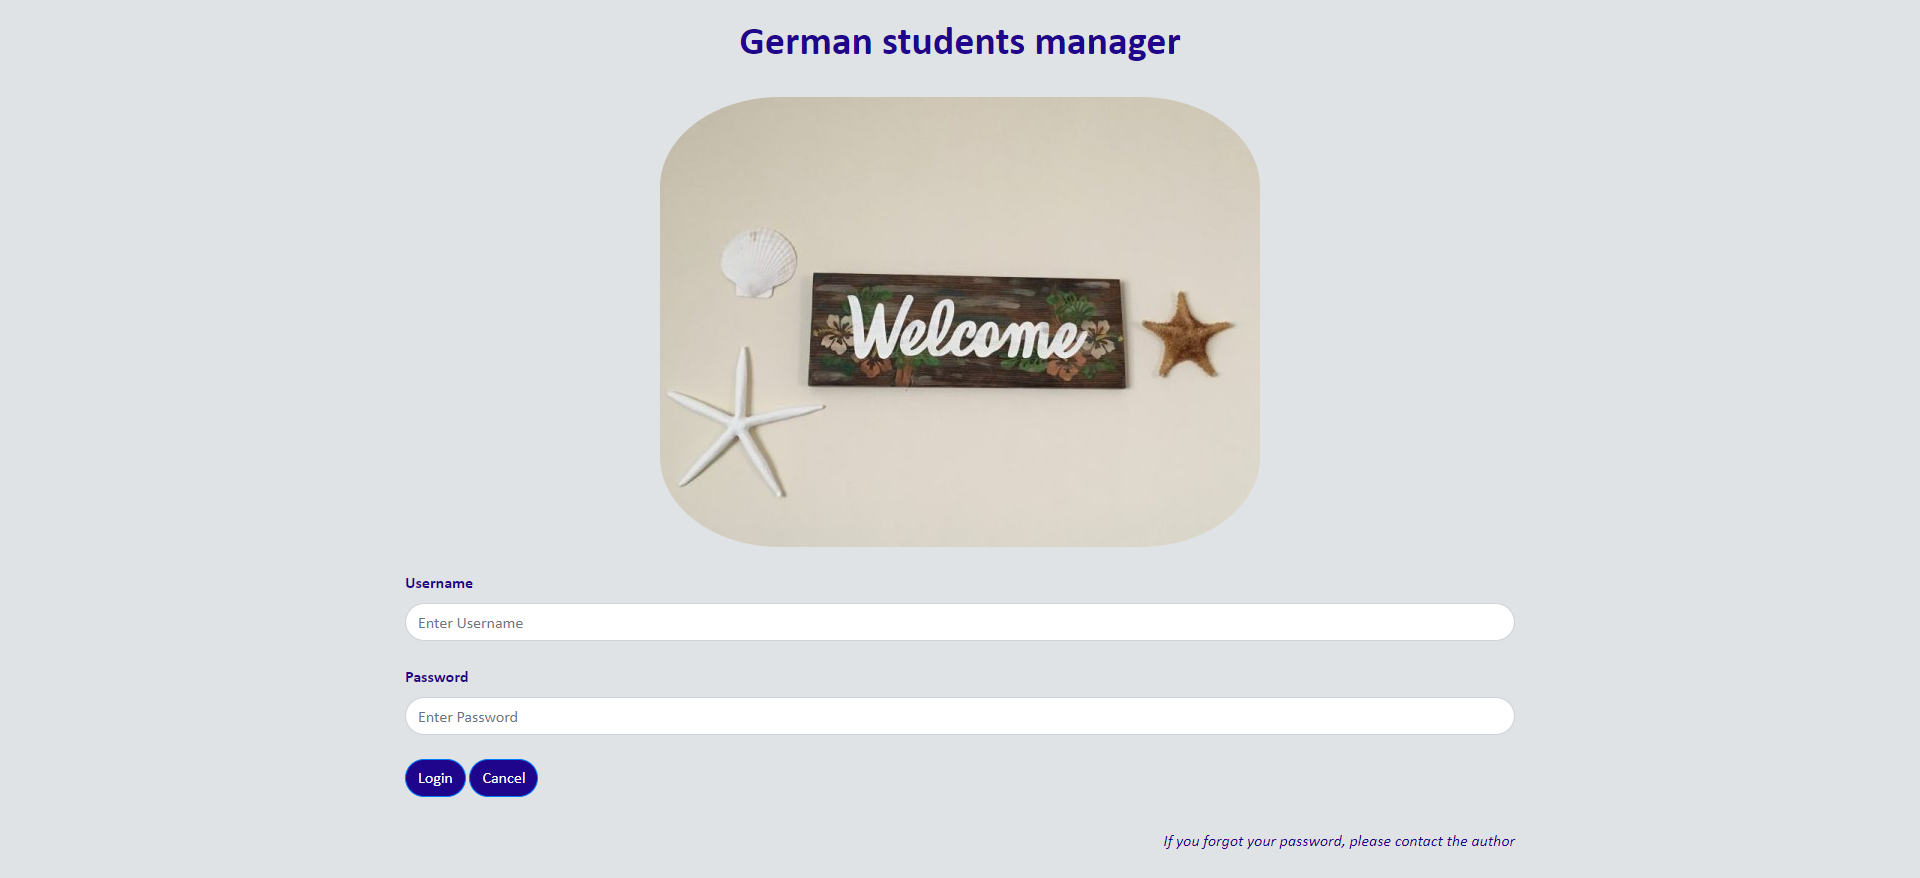 German students manager
Welcome
Username
Enter Username
Password
Enter Password
Login Cancel
If you forgot your password, please contact the author